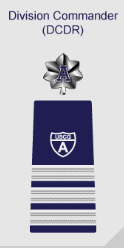 Division Commander
(DCDR)
A
USCG
A